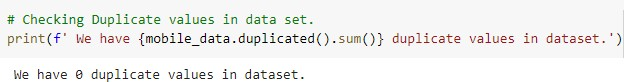 # Checking Duplicate values in data set.
print(f' We have {mobile_data.duplicated().sum()} duplicate values in dataset.')
We have 0 duplicate values in dataset.